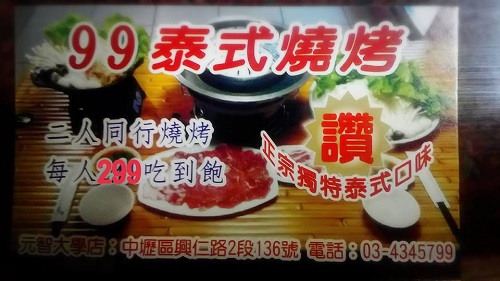 99泰式燒烤
二人同行燒烤
每人299吃到飽
讚
正宗獨特泰式口味
元智大學店：中壢區興仁路2段136號 電話：03-4345799